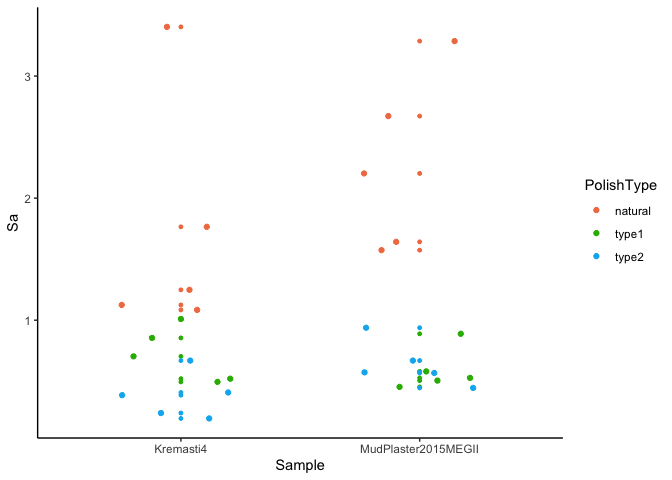 3
2
1
Sa
Kremasti4
MudPlaster2015MEGII
Sample
PolishType
natural
type1
type2